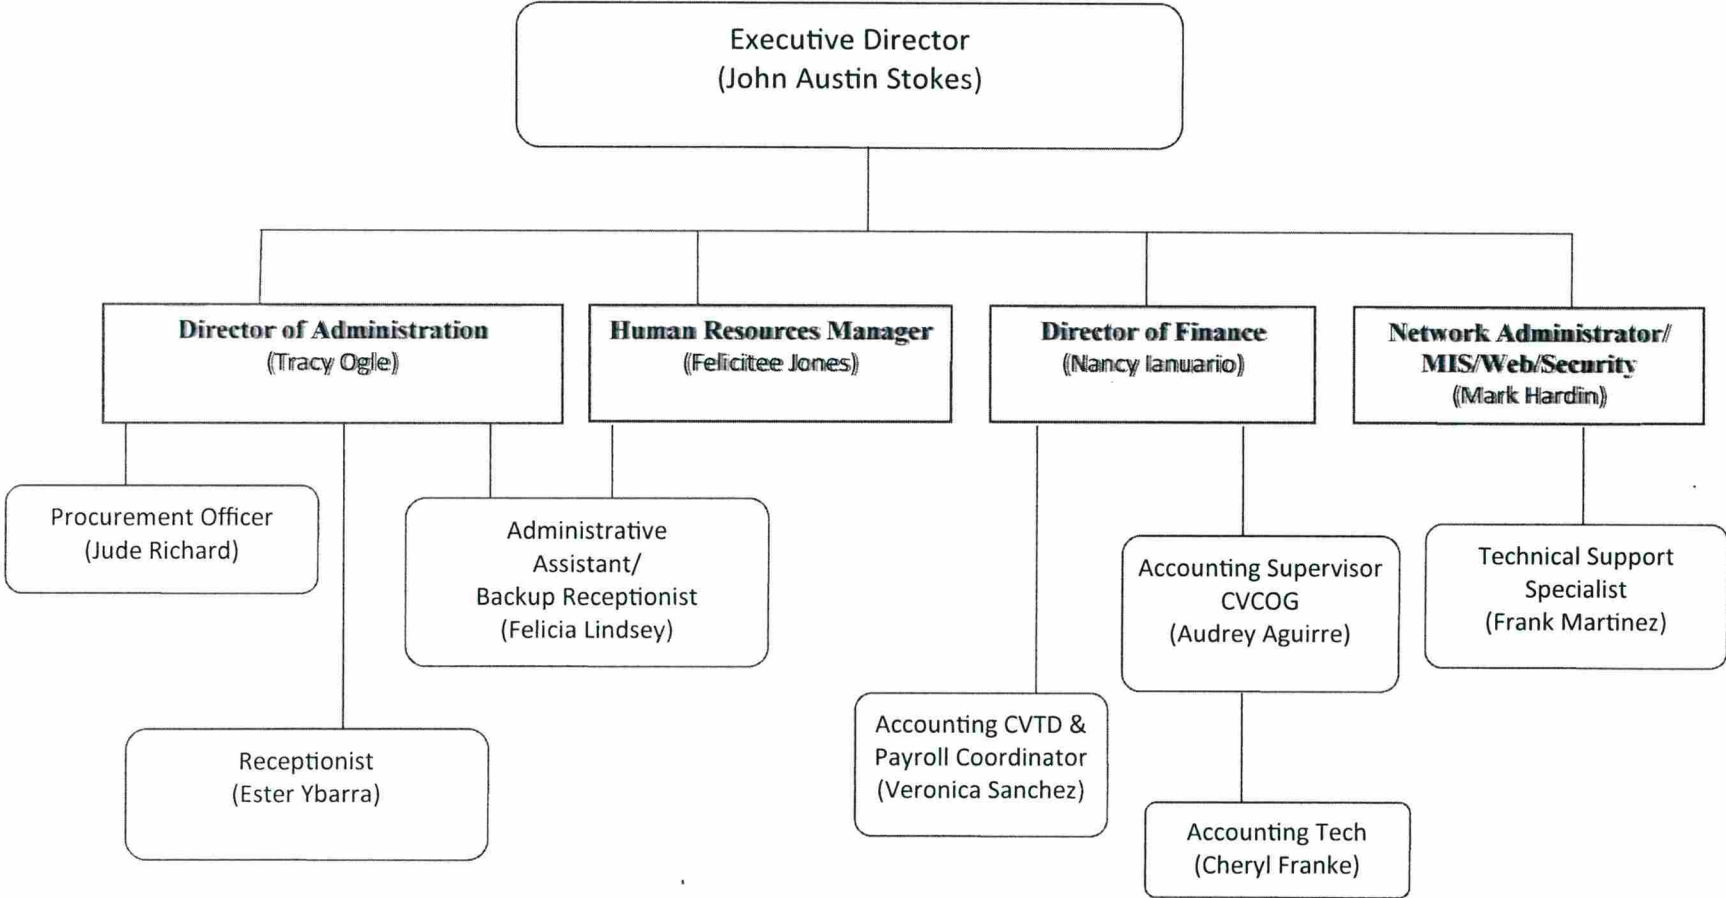 Executive Director
(John Austin Stokes)
Director of Administration
(Tracy Ogle)
Human Resources Manager
(Felicitee Jones)
Director of Finance
(Nancy Ianuario)
Network Administrator/
MIS/Web/Security
(Mark Hardin)
Procurement Officer
(Jude Richard)
Administrative
Assistant/
Backup Receptionist
(Felicia Lindsey)
Accounting Supervisor
CVCOG
(Audrey Aguirre)
Technical Support
Specialist
(Frank Martinez)
Receptionist
(Ester Ybarra)
Accounting CVTD &
Payroll Coordinator
(Veronica Sanchez)
Accounting Tech
(Cheryl Franke)